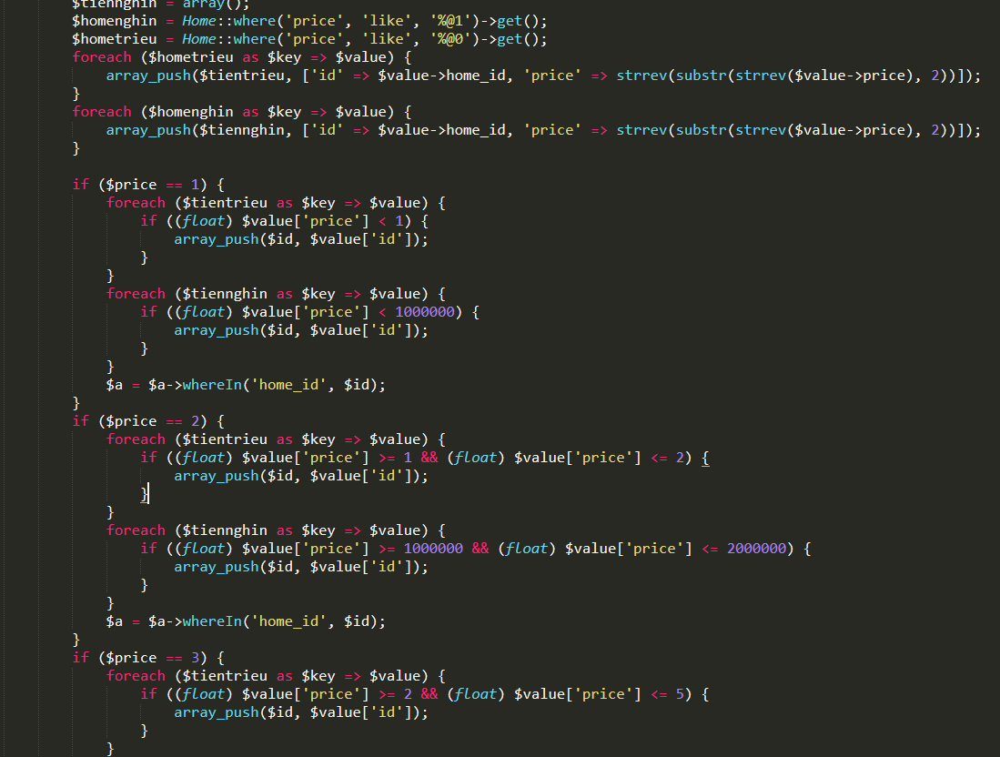 $tiennghin = array();
$homenghin = Home::where('price', 'like', '%@1')->get();
$hometrieu = Home::where('price', 'like', '%@0')->get();
foreach ($hometrieu as $key => $value) {
    array_push($tientrieu, ['id' => $value->home_id, 'price' => strrev(substr(strrev($value->price), 2))]);
}
foreach ($homenghin as $key => $value) {
    array_push($tiennghin, ['id' => $value->home_id, 'price' => strrev(substr(strrev($value->price), 2))]);
}
if ($price == 1) {
    foreach ($tientrieu as $key => $value) {
        if ((float) $value['price'] < 1) {
            array_push($id, $value['id']);
        }
    }
    foreach ($tiennghin as $key => $value) {
        if ((float) $value['price'] < 1000000) {
            array_push($id, $value['id']);
        }
    }
    $a = $a->whereIn('home_id', $id);
}
if ($price == 2) {
    foreach ($tientrieu as $key => $value) {
        if ((float) $value['price'] >= 1 && (float) $value['price'] <= 2) {
            array_push($id, $value['id']);
        }
    }
    foreach ($tiennghin as $key => $value) {
        if ((float) $value['price'] >= 1000000 && (float) $value['price'] <= 2000000) {
            array_push($id, $value['id']);
        }
    }
    $a = $a->whereIn('home_id', $id);
}
if ($price == 3) {
    foreach ($tientrieu as $key => $value) {
        if ((float) $value['price'] >= 2 && (float) $value['price'] <= 5) {
            array_push($id, $value['id']);
        }
    }